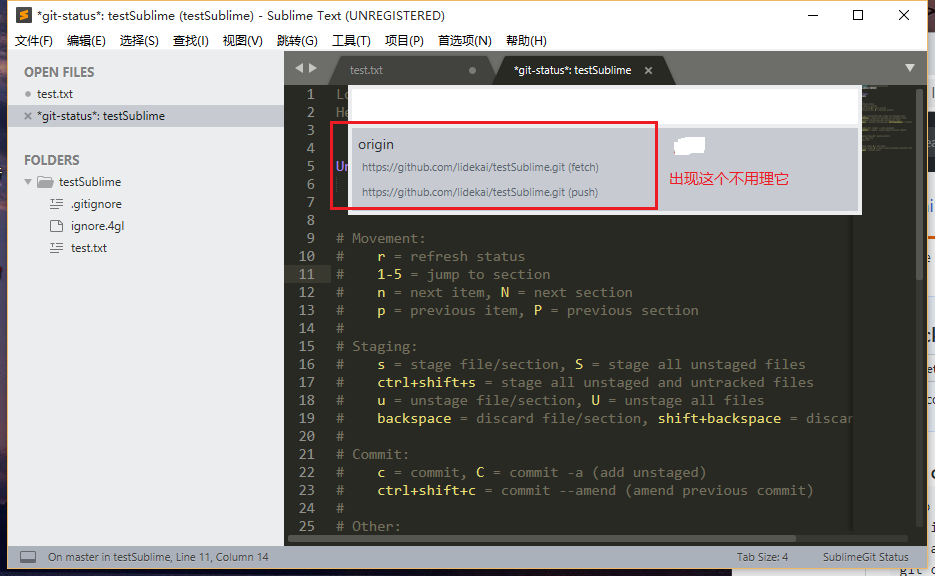 *git-status*: testSublime (testSublime) - Sublime Text (UNREGISTERED)
文件(F) 编辑(E) 选择(S) 查找(I) 视图(V) 跳转(G) 工具(T) 项目(P) 首选项(N) 帮助(H)
OPEN FILES
test.txt
*git-status*: testSublime
FOLDERS
testSublime
.gitignore
ignore.4gl
test.txt
test.txt
*git-status*: testSublime
origin
https://github.com/lidekai/testSublime.git (fetch)
https://github.com/lidekai/testSublime.git (push)
出现这个不用理它
1
2
3
4
5
6
7
8
9 # Movement:
10 # r = refresh status
11 # 1-5 = jump to section
12 # n = next item, N = next section
13 # p = previous item, P = previous section
14 #
15 # Staging:
16 # s = stage file/section, S = stage all unstaged files
17 # ctrl+shift+s = stage all unstaged and untracked files
18 # u = unstage file/section, U = unstage all files
19 # backspace = discard file/section, shift+backspace = discar
20 #
21 # Commit:
22 # c = commit, C = commit -a (add unstaged)
23 # ctrl+shift+c = commit --amend (amend previous commit)
24 #
25 # Other:
On master in testSublime, Line 11, Column 14
Tab Size: 4
SublimeGit Status